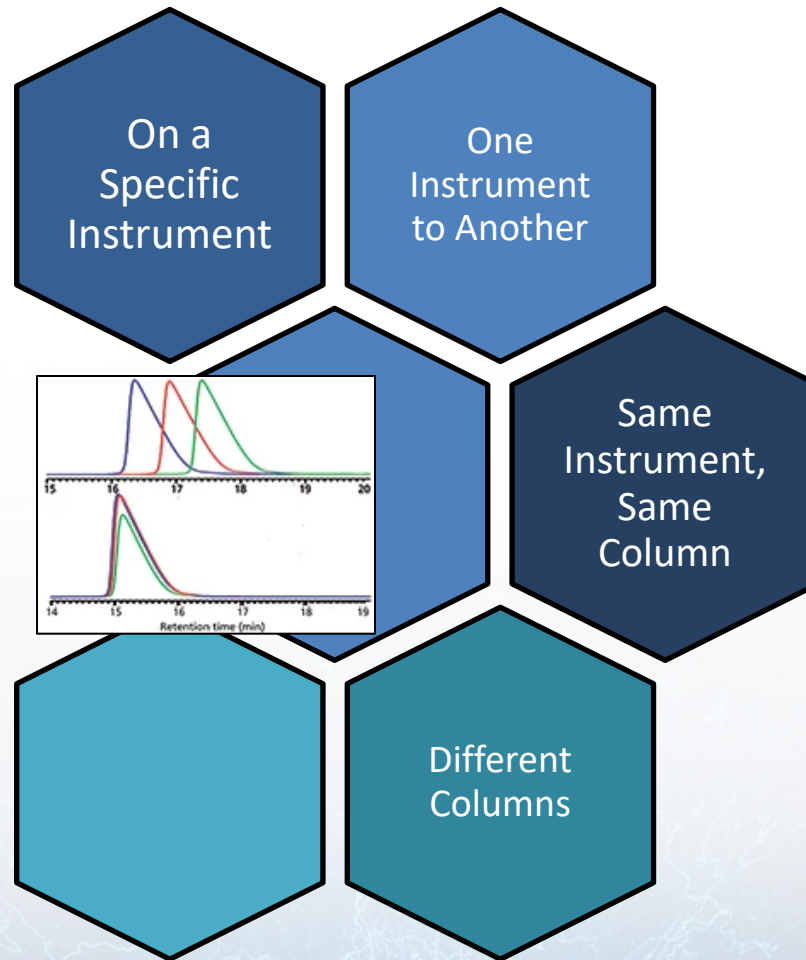 On a
Specific
Instrument
One
Instrument
to Another
15 16 17 18 19 20
14 15 16 17 18 19
Retention time (min)
Same
Instrument,
Same
Column
Different
Columns